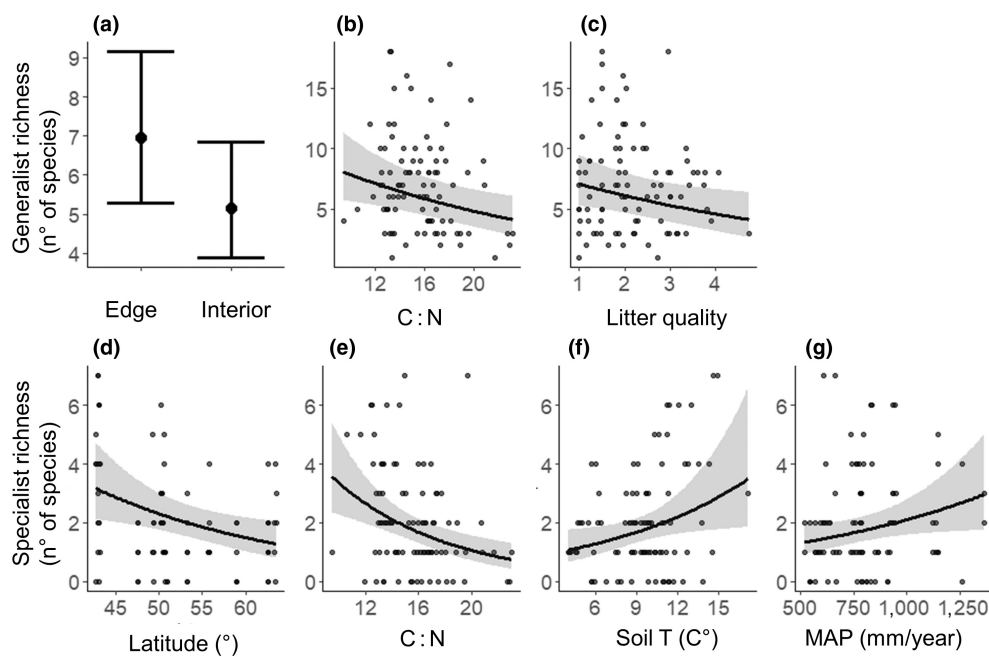 (a)
(b)
(c)
Generalist richness
(n° of species)
9
8
7
6
5
4
Edge
Interior
15
10
5
12
16
20
C : N
15
10
5
1
2
3
4
Litter quality
(d)
(e)
(f)
(g)
Specialist richness
(n° of species)
6
4
2
0
45
50
55
60
Latitude (°)
6
4
2
0
12
16
20
C : N
6
4
2
0
6
9
12
15
Soil T (C°)
6
4
2
0
500
750
1,000
1,250
MAP (mm/year)